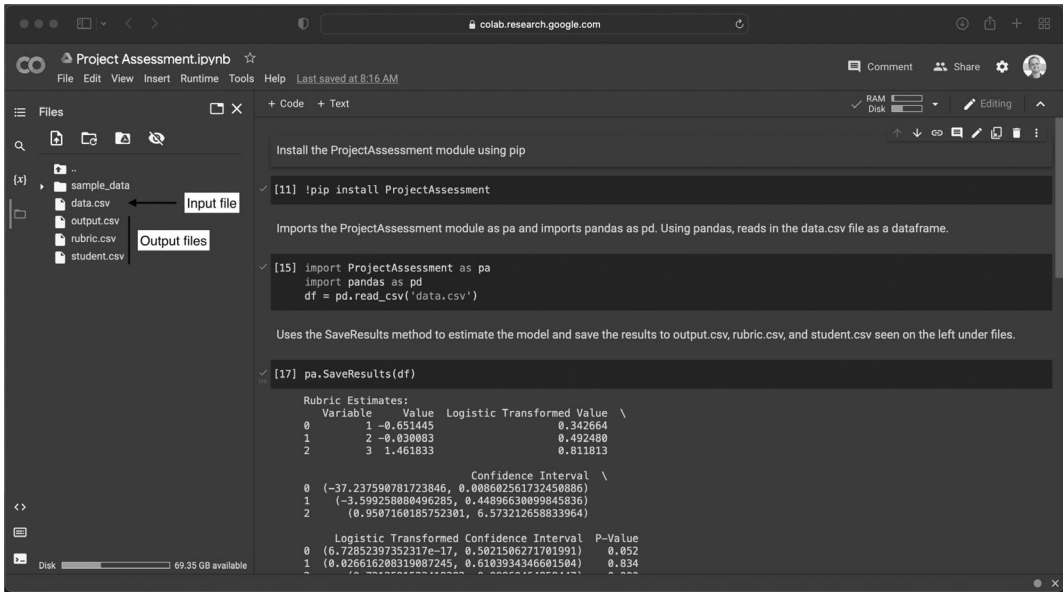 colab.research.google.com
Project Assessment.ipynb
File Edit View Insert Runtime Tools Help Last saved at 8:16 AM
Comment
Share
Files
+ Code + Text
RAM
Disk
Editing
Install the ProjectAssessment module using pip
..
sample_data
data.csv
output.csv
rubric.csv
student.csv
Input file
Output files
{x}
[11] !pip install ProjectAssessment
Imports the ProjectAssessment module as pa and imports pandas as pd. Using pandas, reads in the data.csv file as a dataframe.
[15] import ProjectAssessment as pa
import pandas as pd
df = pd.read_csv('data.csv')
Uses the SaveResults method to estimate the model and save the results to output.csv, rubric.csv, and student.csv seen on the left under files.
[17] pa.SaveResults(df)
Rubric Estimates:
Variable Value Logistic Transformed Value \
0 1 -0.651445 0.342664
1 2 -0.030083 0.492480
2 3 1.461833 0.811813
Confidence Interval \
0 (-37.237590781723846, 0.008602561732450886)
1 (-3.599258080496285, 0.44896630099845836)
2 (0.9507160185752301, 6.573212658833964)
Logistic Transformed Confidence Interval P-Value
0 (6.72852397352317e-17, 0.5021506271701991) 0.052
1 (0.026616208319087245, 0.6103934346601504) 0.834
Disk
69.35 GB available